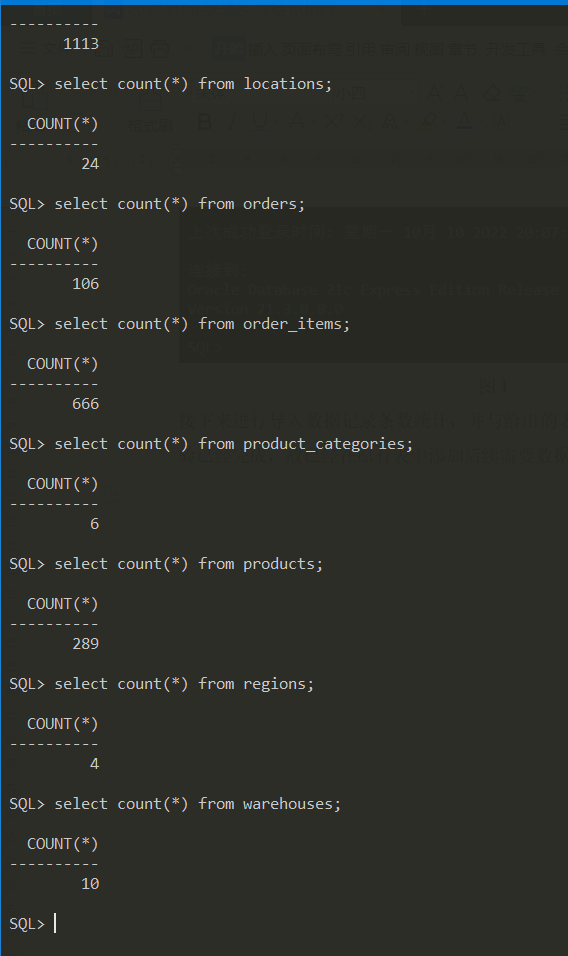 ----------
1113
SQL> select count(*) from locations;
COUNT(*)
----------
24
SQL> select count(*) from orders;
COUNT(*)
----------
106
SQL> select count(*) from order_items;
COUNT(*)
----------
666
SQL> select count(*) from product_categories;
COUNT(*)
----------
6
SQL> select count(*) from products;
COUNT(*)
----------
289
SQL> select count(*) from regions;
COUNT(*)
----------
4
SQL> select count(*) from warehouses;
COUNT(*)
----------
10
SQL>